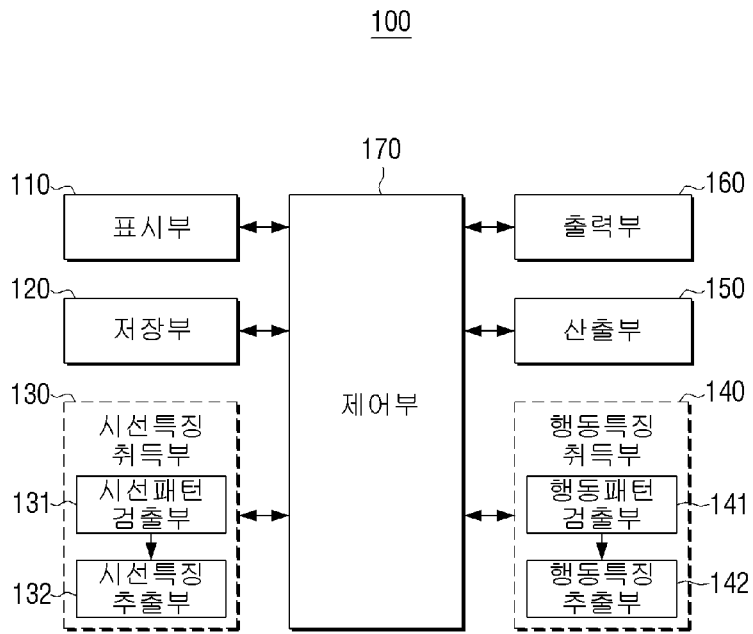 100
170
110
표시부
160
출력부
120
저장부
150
산출부
제어부
130
시선특징
취득부
131
시선패턴
검출부
132
시선특징
추출부
140
행동특징
취득부
141
행동패턴
검출부
142
행동특징
추출부